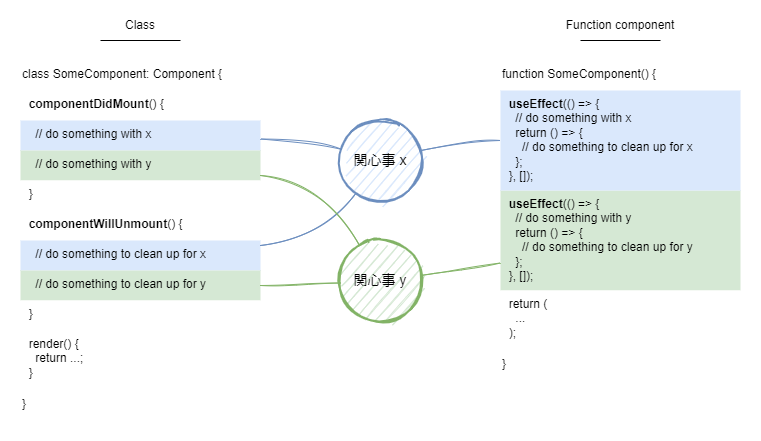 Class
class SomeComponent: Component {
componentDidMount() {
// do something with x
// do something with y
}
componentWillUnmount() {
// do something to clean up for x
// do something to clean up for y
}
render() {
return ...;
}
}
関心事 x
関心事 y
Function component
function SomeComponent() {
useEffect(() => {
// do something with x
return () => {
// do something to clean up for x
};
}, []);
useEffect(() => {
// do something with y
return () => {
// do something to clean up for y
};
}, []);
return (
...
);
}